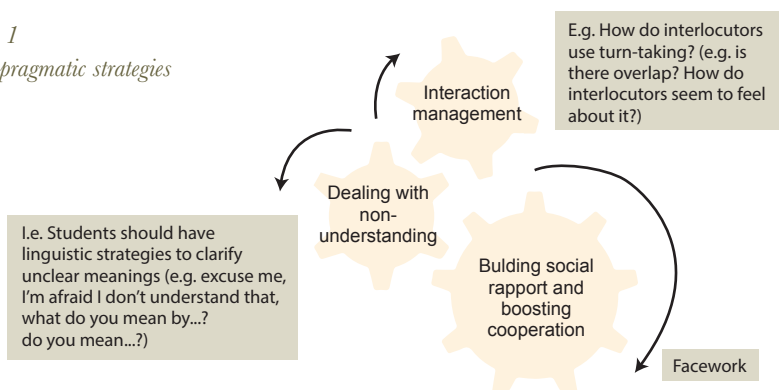 1
pragmatic strategies
E.g. How do interlocutors
use turn-taking? (e.g. is
there overlap? How do
interlocutors seem to feel
about it?)
Interaction
management
Dealing with
non-
understanding
I.e. Students should have
linguistic strategies to clarify
unclear meanings (e.g. excuse me,
I'm afraid I don't understand that,
what do you mean by...?
do you mean...?)
Bulding social
rapport and
boosting
cooperation
Facework